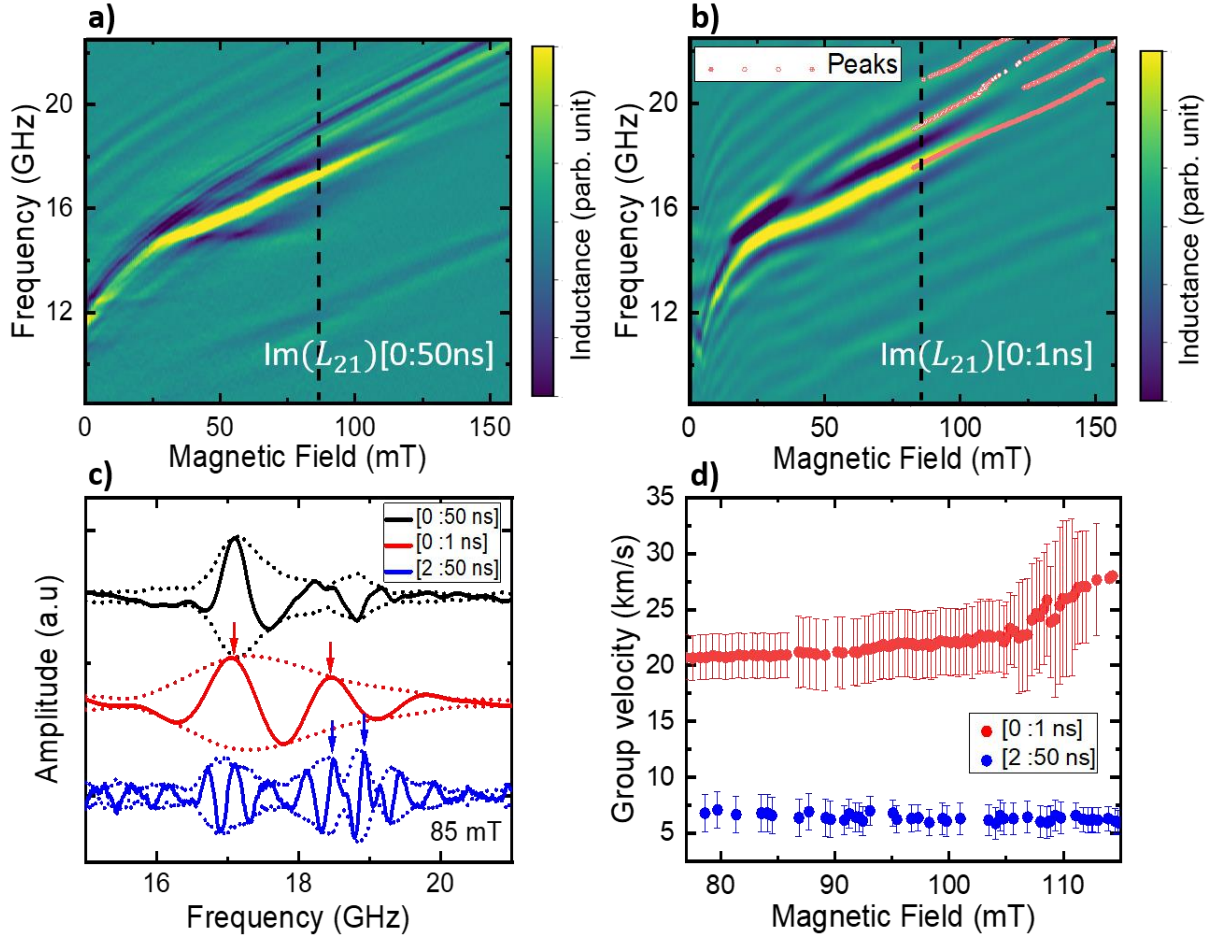 a)
Frequency (GHz)
20
16
12
0
50
100
150
Magnetic Field (mT)
Im(L₂₁)[0:50ns]
Inductance (parb. unit)
b)
Peaks
Frequency (GHz)
20
16
12
0
50
100
150
Magnetic Field (mT)
Im(L₂₁)[0:1ns]
Inductance (parb. unit)
c)
[0 :50 ns]
[0 :1 ns]
[2 :50 ns]
Amplitude (a.u)
85 mT
16
18
20
Frequency (GHz)
d)
Group velocity (km/s)
35
30
25
20
15
10
5
[0 :1 ns]
[2 :50 ns]
80
90
100
110
Magnetic Field (mT)